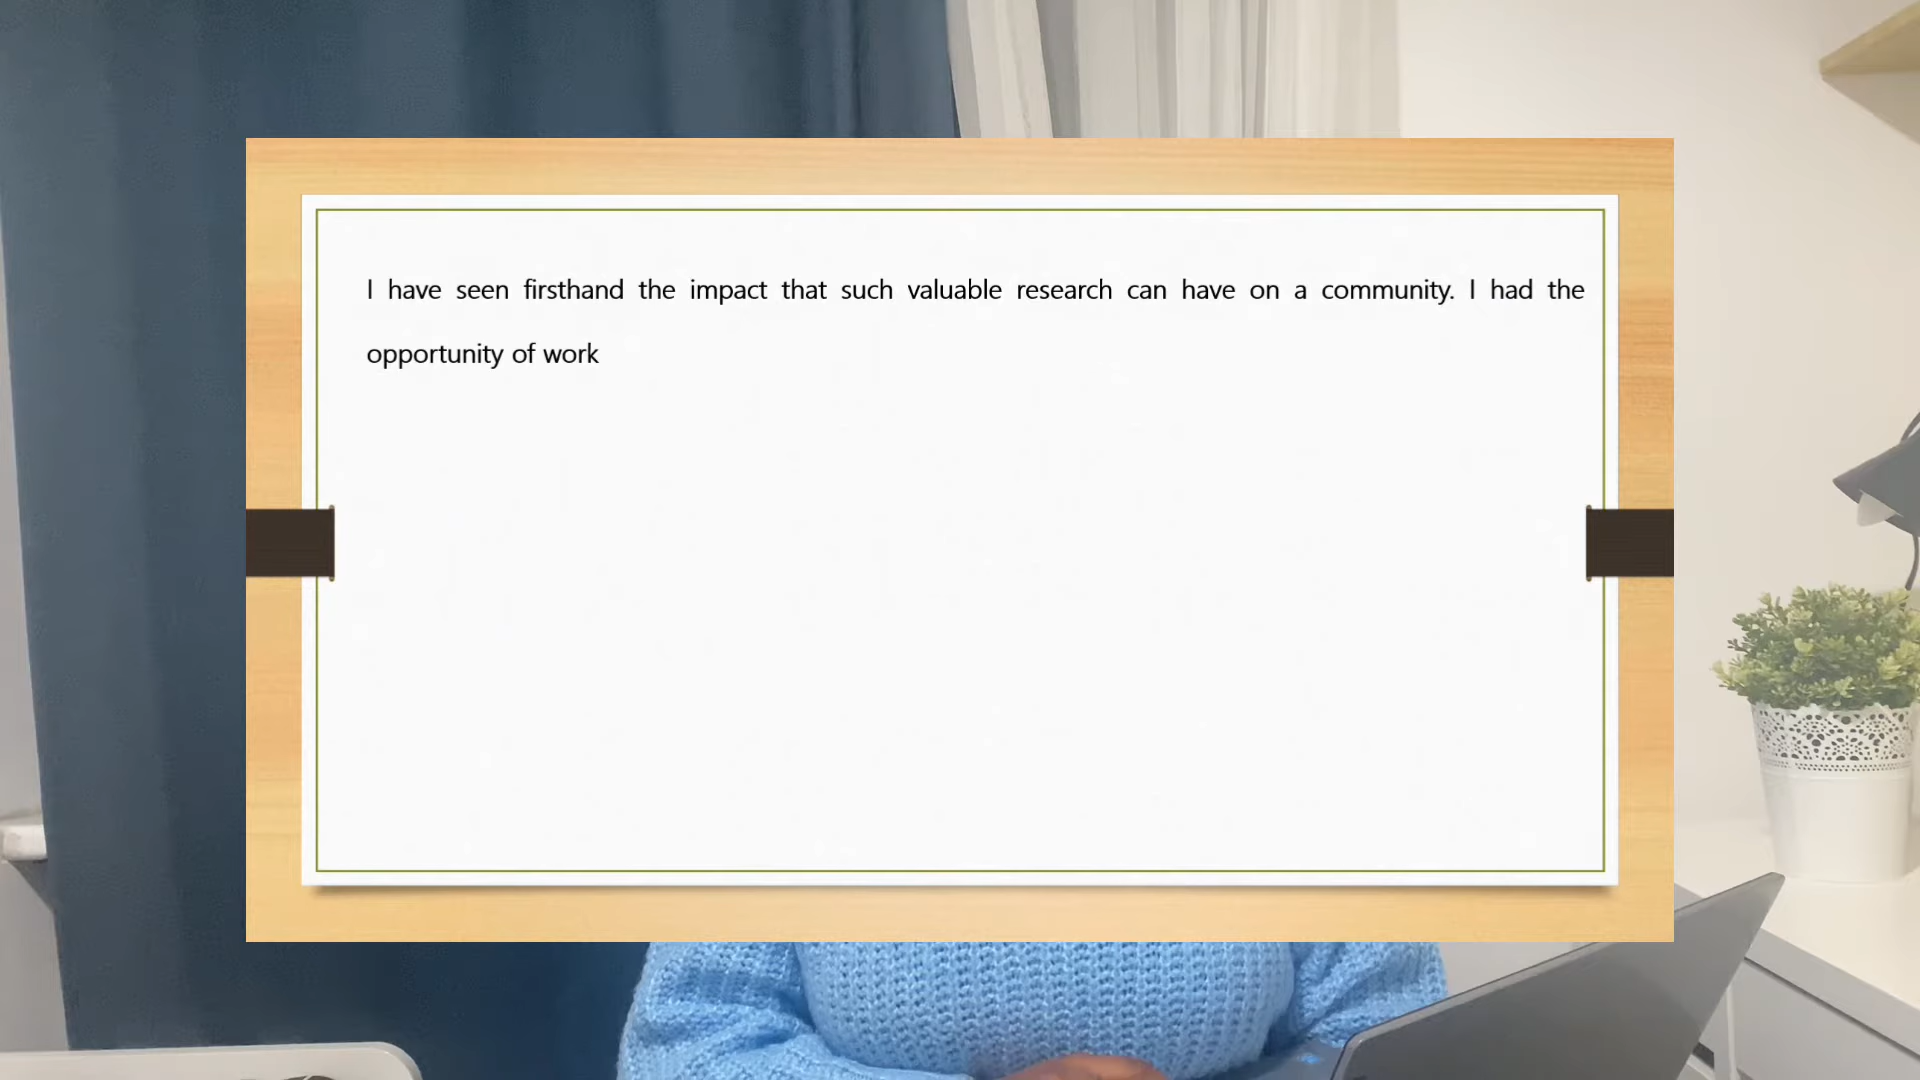 I have seen firsthand the impact that such valuable research can have on a community. I had the
opportunity of work